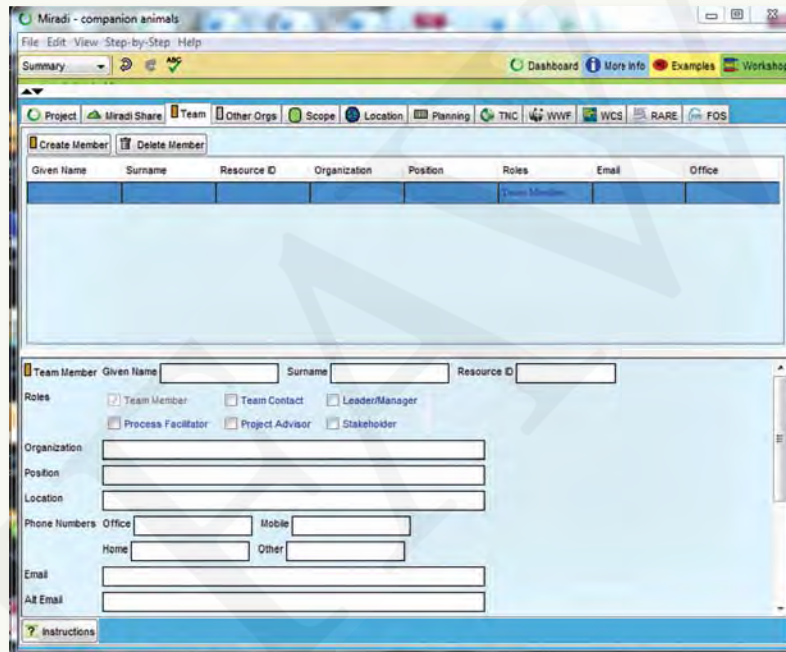 Miradi - companion animals
File Edit View Step-by-Step Help
Summary ABC Dashboard More Info Examples Workshop
Project Miradi Share Team Other Orgs Scope Location Planning TNC WWF WCS RARE FOS
Create Member Delete Member
Given Name Surname Resource ID Organization Position Roles Email Office
Team Member
Team Member Given Name Surname Resource ID
Roles Team Member Team Contact Leader/Manager
Process Facilitator Project Advisor Stakeholder
Organization
Position
Location
Phone Numbers Office Mobile
Home Other
Email
Alt Email
? Instructions